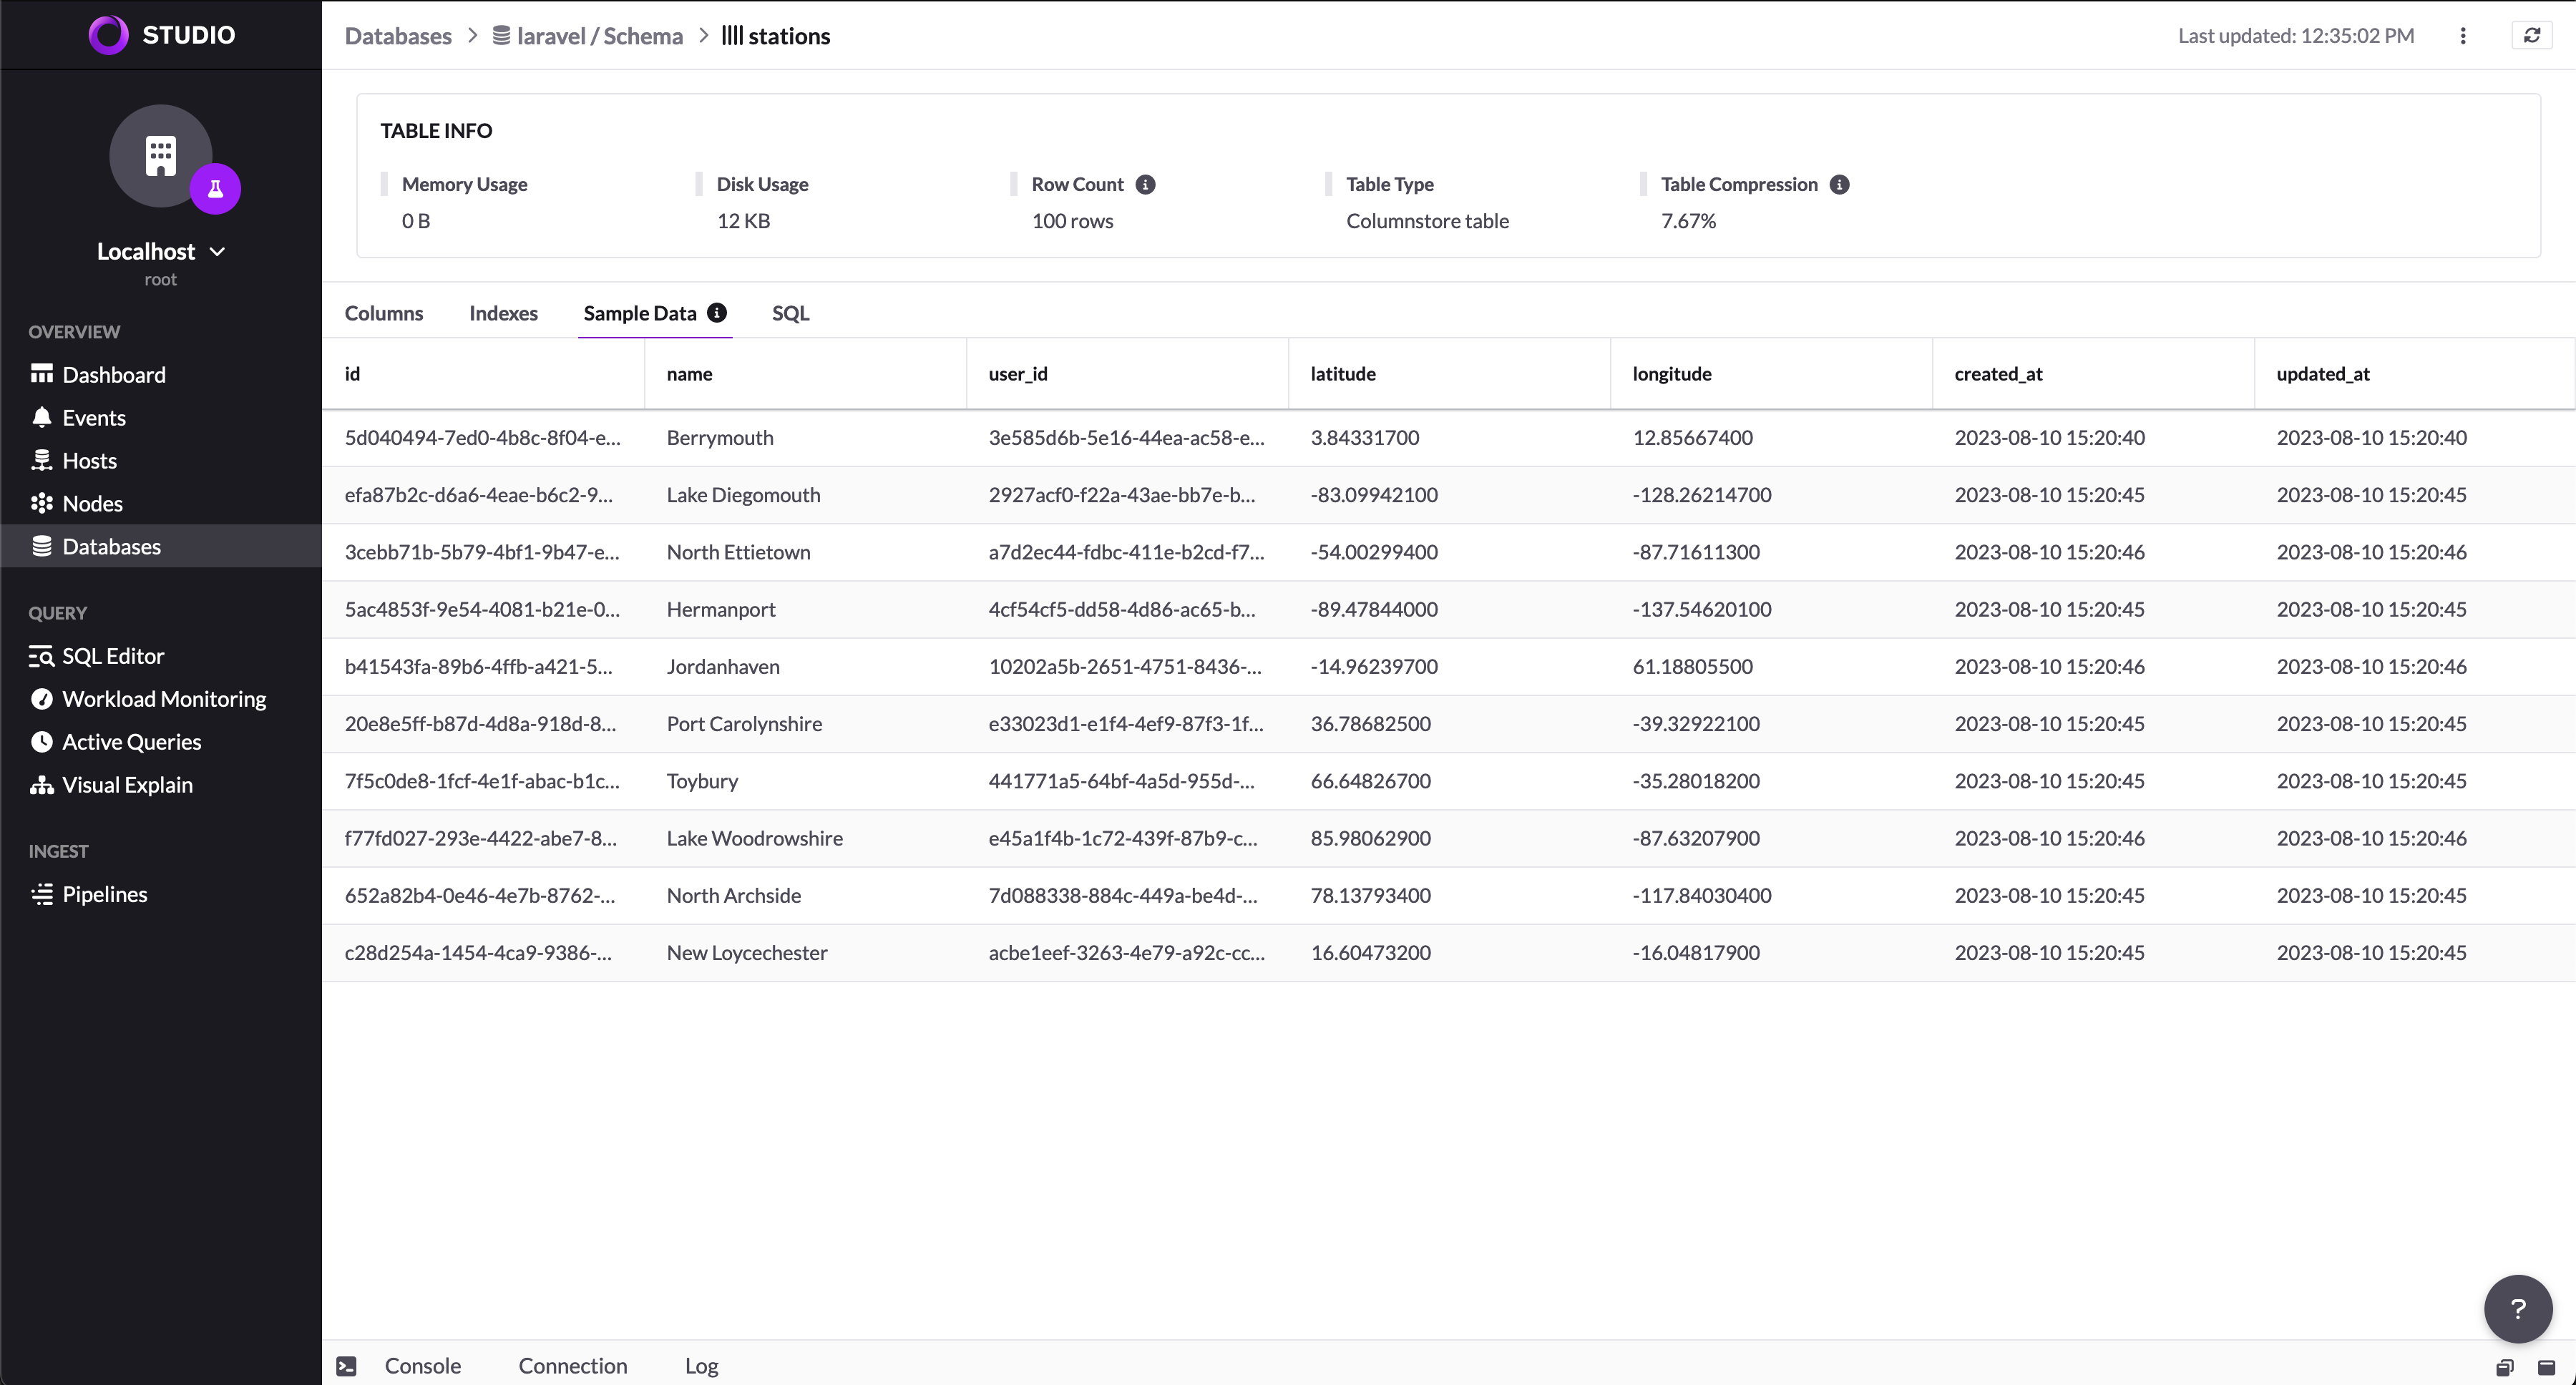 STUDIO
Databases > laravel / Schema > stations
Last updated: 12:35:02 PM
Localhost
root
OVERVIEW
Dashboard
Events
Hosts
Nodes
Databases
QUERY
SQL Editor
Workload Monitoring
Active Queries
Visual Explain
INGEST
Pipelines
TABLE INFO
Memory Usage Disk Usage Row Count Table Type Table Compression
0 B 12 KB 100 rows Columnstore table 7.67%
Columns Indexes Sample Data SQL
id name user_id latitude longitude created_at updated_at
5d040494-7ed0-4b8c-8f04-e... Berrymouth 3e585d6b-5e16-44ea-ac58-e... 3.84331700 12.85667400 2023-08-10 15:20:40 2023-08-10 15:20:40
efa87b2c-d6a6-4eae-b6c2-9... Lake Diegomouth 2927acf0-f22a-43ae-bb7e-b... -83.09942100 -128.26214700 2023-08-10 15:20:45 2023-08-10 15:20:45
3cebb71b-5b79-4bf1-9b47-e... North Ettietown a7d2ec44-fdbc-411e-b2cd-f7... -54.00299400 -87.71611300 2023-08-10 15:20:46 2023-08-10 15:20:46
5ac4853f-9e54-4081-b21e-0... Hermanport 4cf54cf5-dd58-4d86-ac65-b... -89.47844000 -137.54620100 2023-08-10 15:20:45 2023-08-10 15:20:45
b41543fa-89b6-4ffb-a421-5... Jordanhaven 10202a5b-2651-4751-8436-... -14.96239700 61.18805500 2023-08-10 15:20:46 2023-08-10 15:20:46
20e8e5ff-b87d-4d8a-918d-8... Port Carolynshire e33023d1-e1f4-4ef9-87f3-1f... 36.78682500 -39.32922100 2023-08-10 15:20:45 2023-08-10 15:20:45
7f5c0de8-1fcf-4e1f-abac-b1c... Toybury 441771a5-64bf-4a5d-955d-... 66.64826700 -35.28018200 2023-08-10 15:20:45 2023-08-10 15:20:45
f77fd027-293e-4422-abe7-8... Lake Woodrowshire e45a1f4b-1c72-439f-87b9-c... 85.98062900 -87.63207900 2023-08-10 15:20:46 2023-08-10 15:20:46
652a82b4-0e46-4e7b-8762-... North Archside 7d088338-884c-449a-be4d-... 78.13793400 -117.84030400 2023-08-10 15:20:45 2023-08-10 15:20:45
c28d254a-1454-4ca9-9386-... New Loycechester acbe1eef-3263-4e79-a92c-cc... 16.60473200 -16.04817900 2023-08-10 15:20:45 2023-08-10 15:20:45
?
Console Connection Log